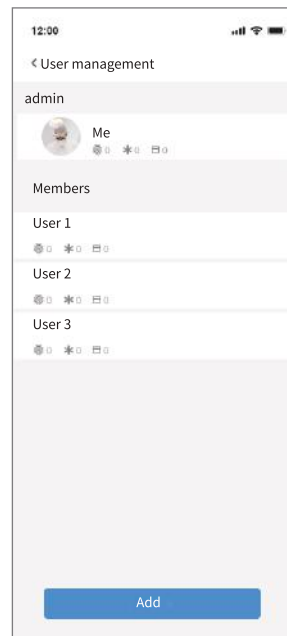 12:00
User management
admin
Me
0 0 0
Members
User 1
0 0 0
User 2
0 0 0
User 3
0 0 0
Add